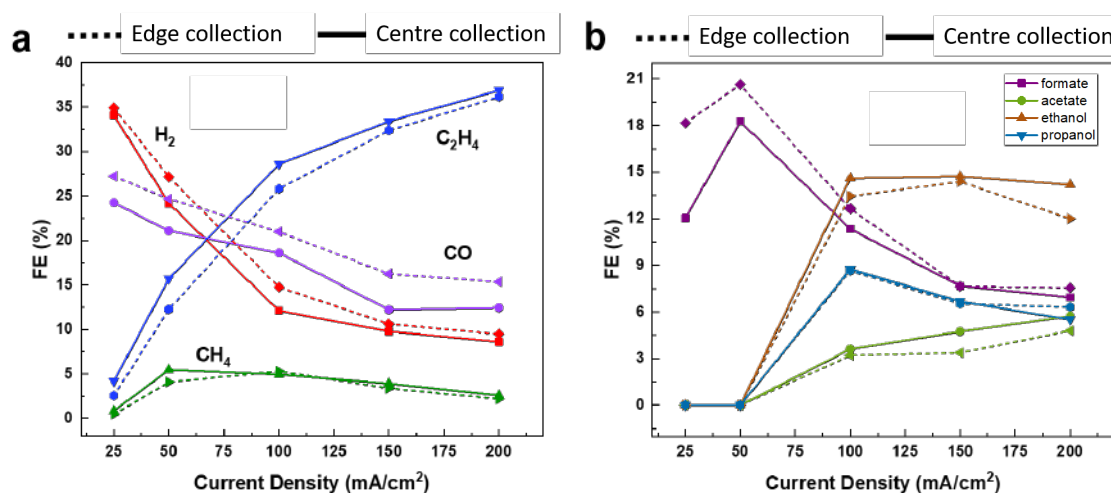 a
Edge collection
Centre collection
40
35
30
25
20
15
10
5
0
FE (%)
H2
C2H4
CO
CH4
25
50
75
100
125
150
175
200
Current Density (mA/cm²)
b
Edge collection
Centre collection
21
18
15
12
9
6
3
0
FE (%)
formate
acetate
ethanol
propanol
25
50
75
100
125
150
175
200
Current Density (mA/cm²)